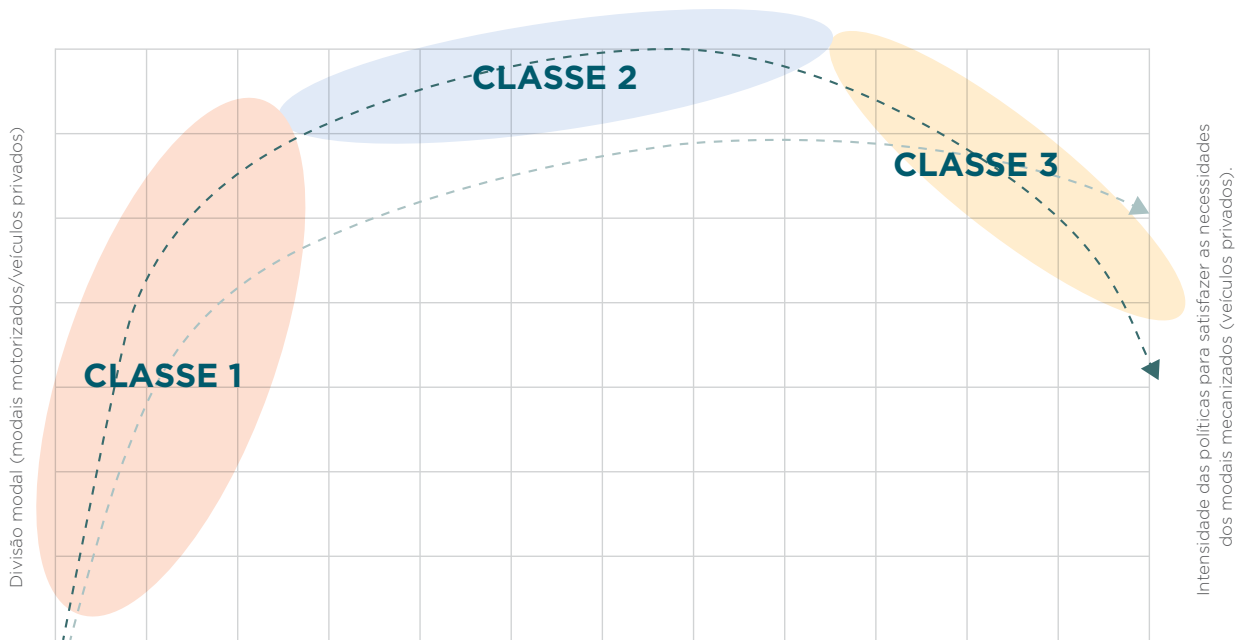 Divisão modal (modais motorizados/veículos privados)
CLASSE 1
CLASSE 2
CLASSE 3
Intensidade das políticas para satisfazer as necessidades
dos modais mecanizados (veículos privados).